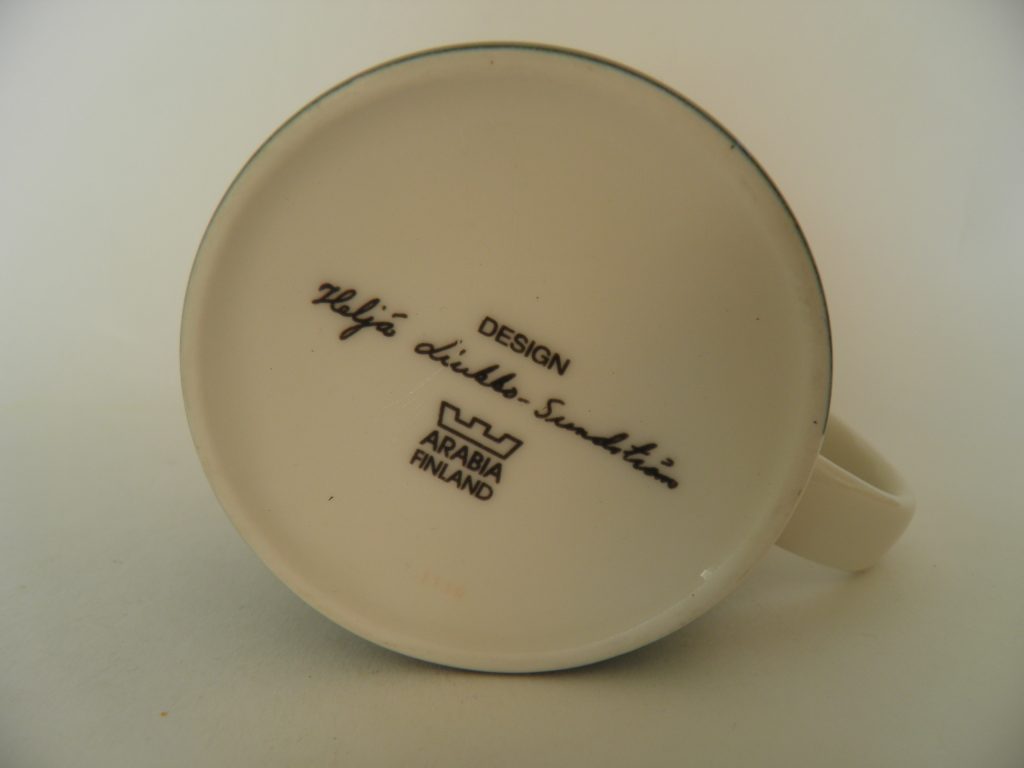 DESIGN
Heljä Liukko-Sundström
ARABIA
FINLAND